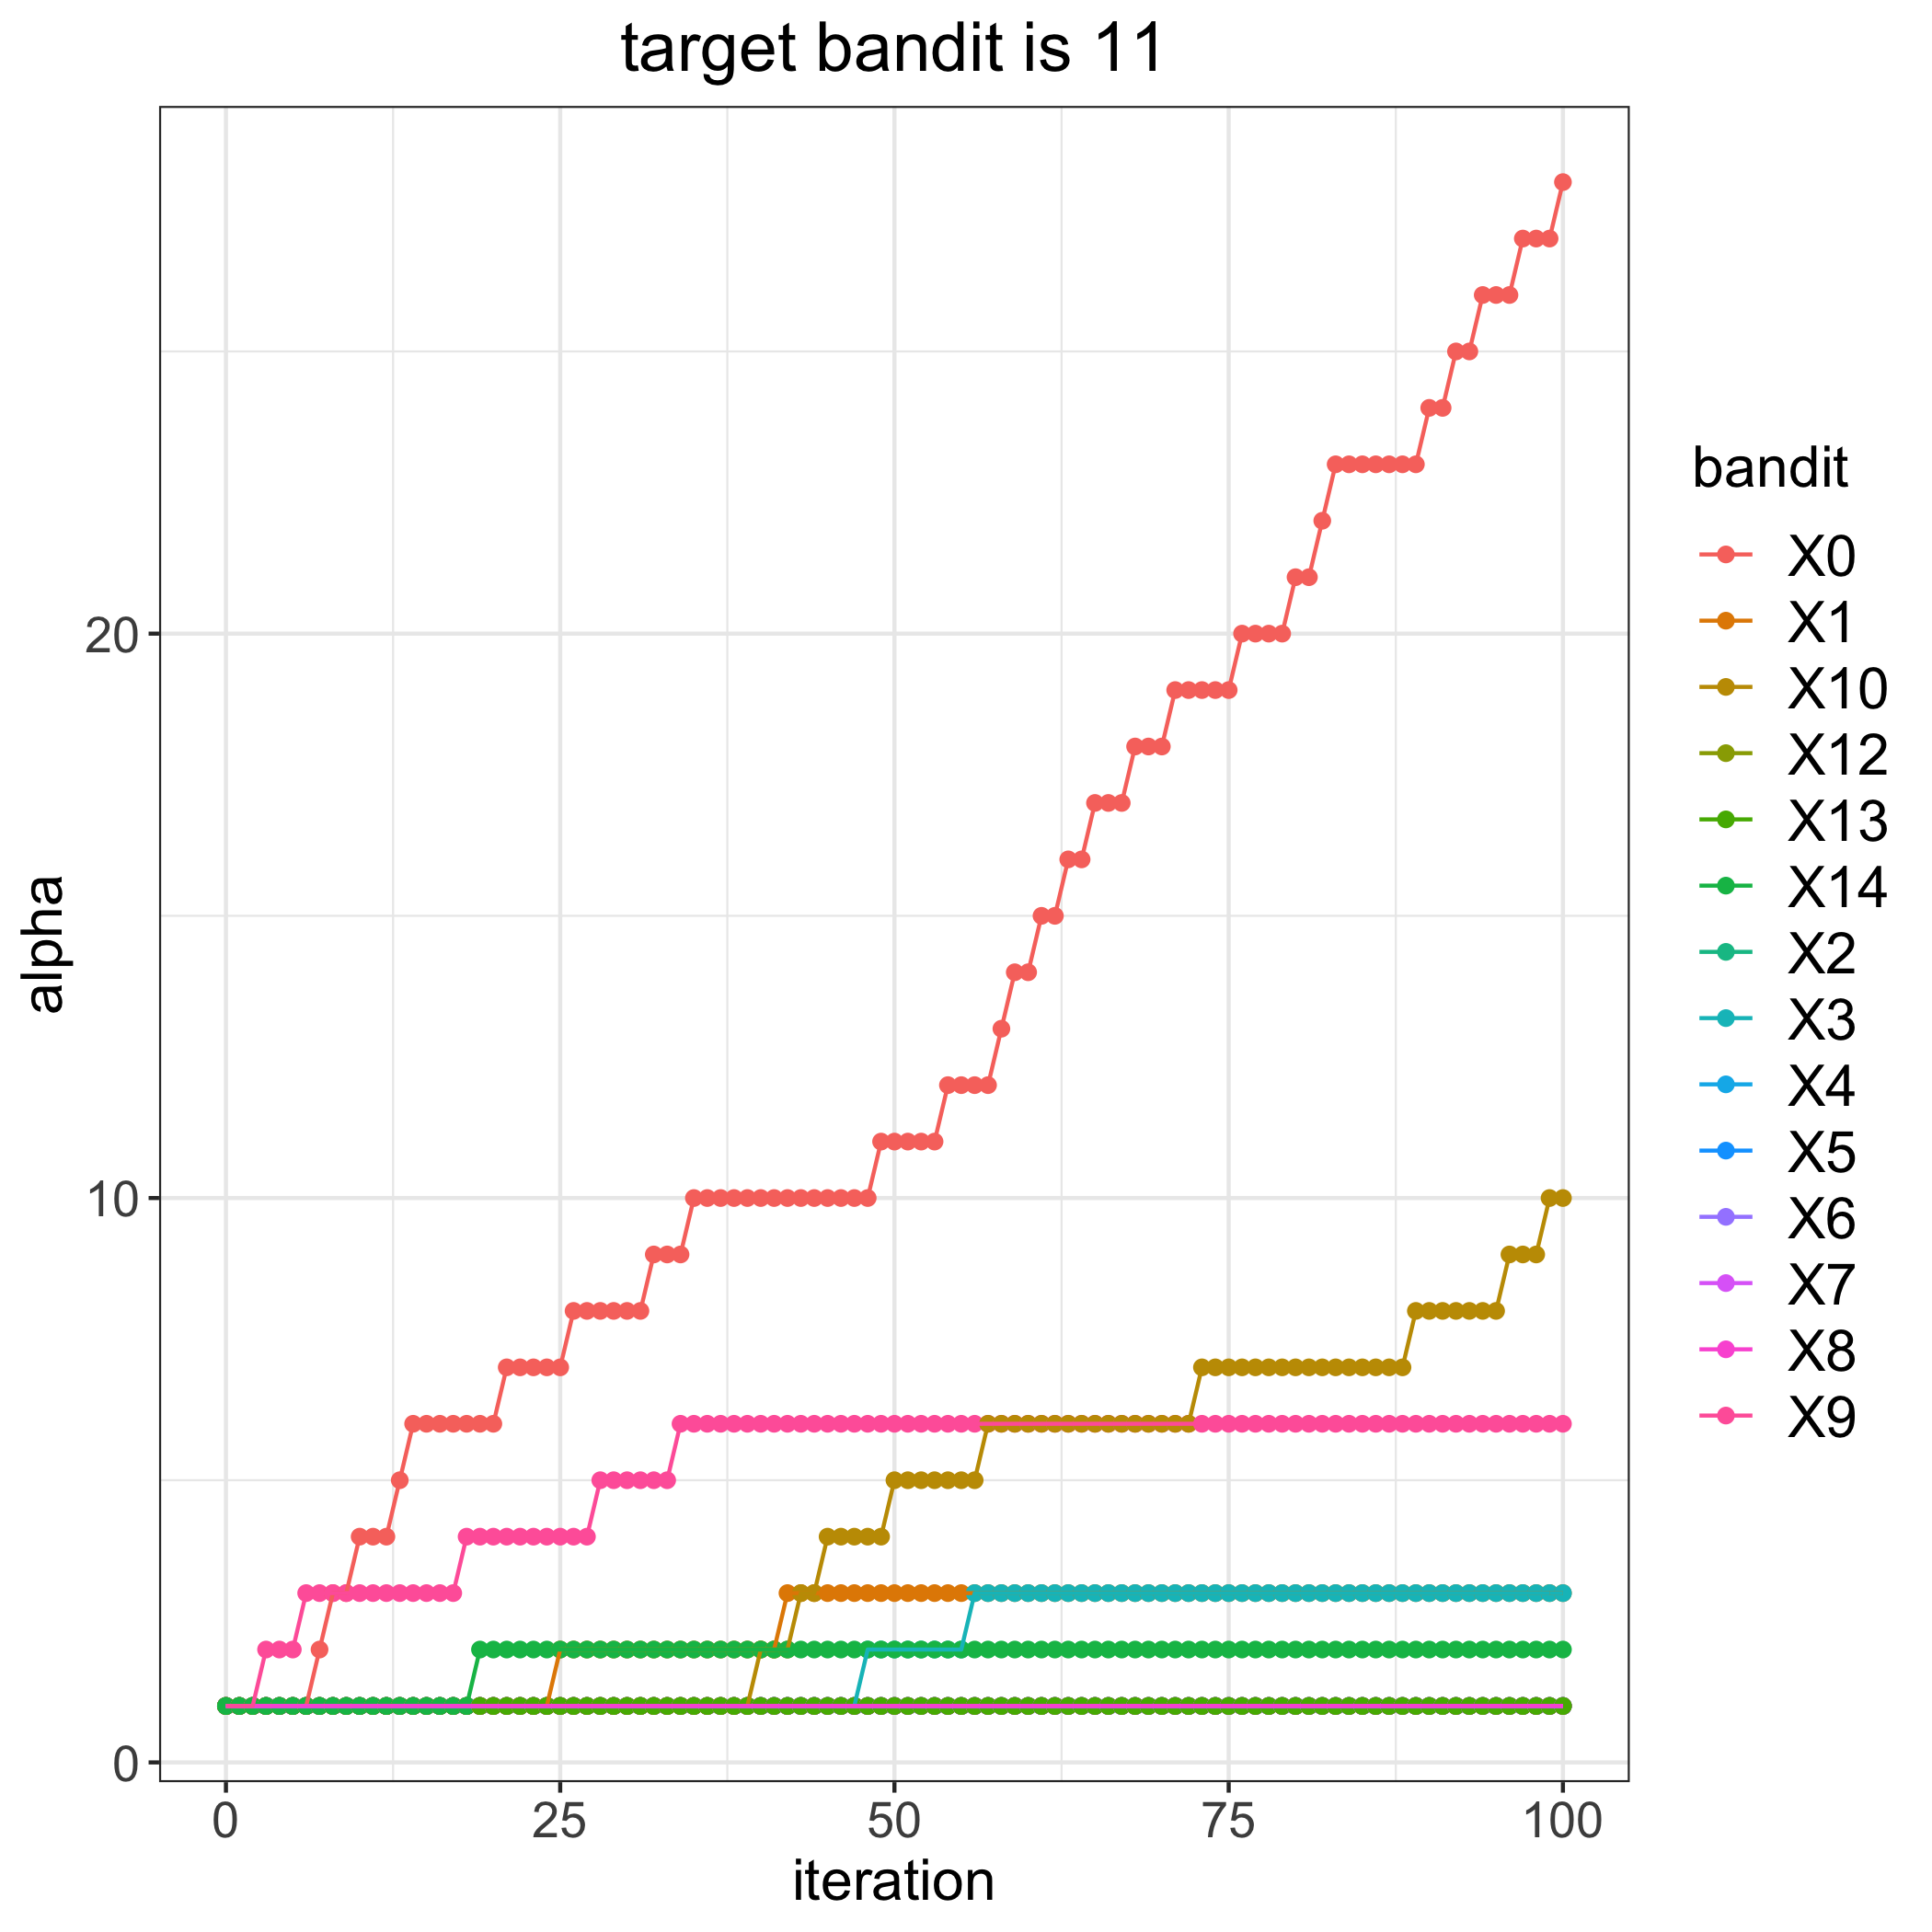 target bandit is 11
alpha
20
10
0
0 25 50 75 100
iteration
bandit
X0
X1
X10
X12
X13
X14
X2
X3
X4
X5
X6
X7
X8
X9